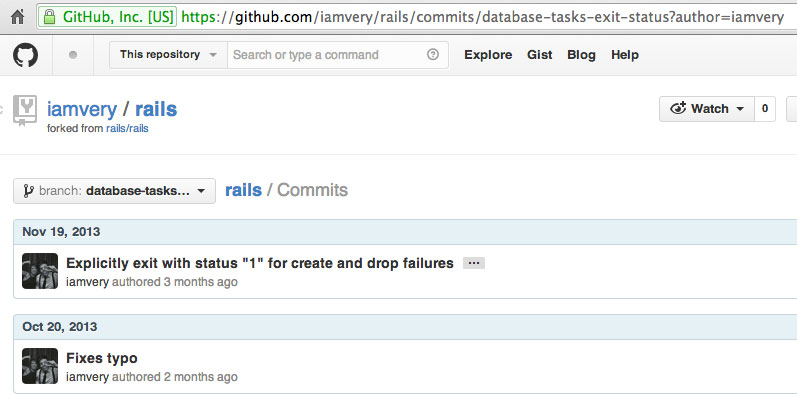 GitHub, Inc. [US] https://github.com/iamvery/rails/commits/database-tasks-exit-status?author=iamvery
This repository Search or type a command Explore Gist Blog Help
iamvery / rails
forked from rails/rails
Watch 0
branch: database-tasks… rails / Commits
Nov 19, 2013
Explicitly exit with status "1" for create and drop failures …
iamvery authored 3 months ago
Oct 20, 2013
Fixes typo
iamvery authored 2 months ago